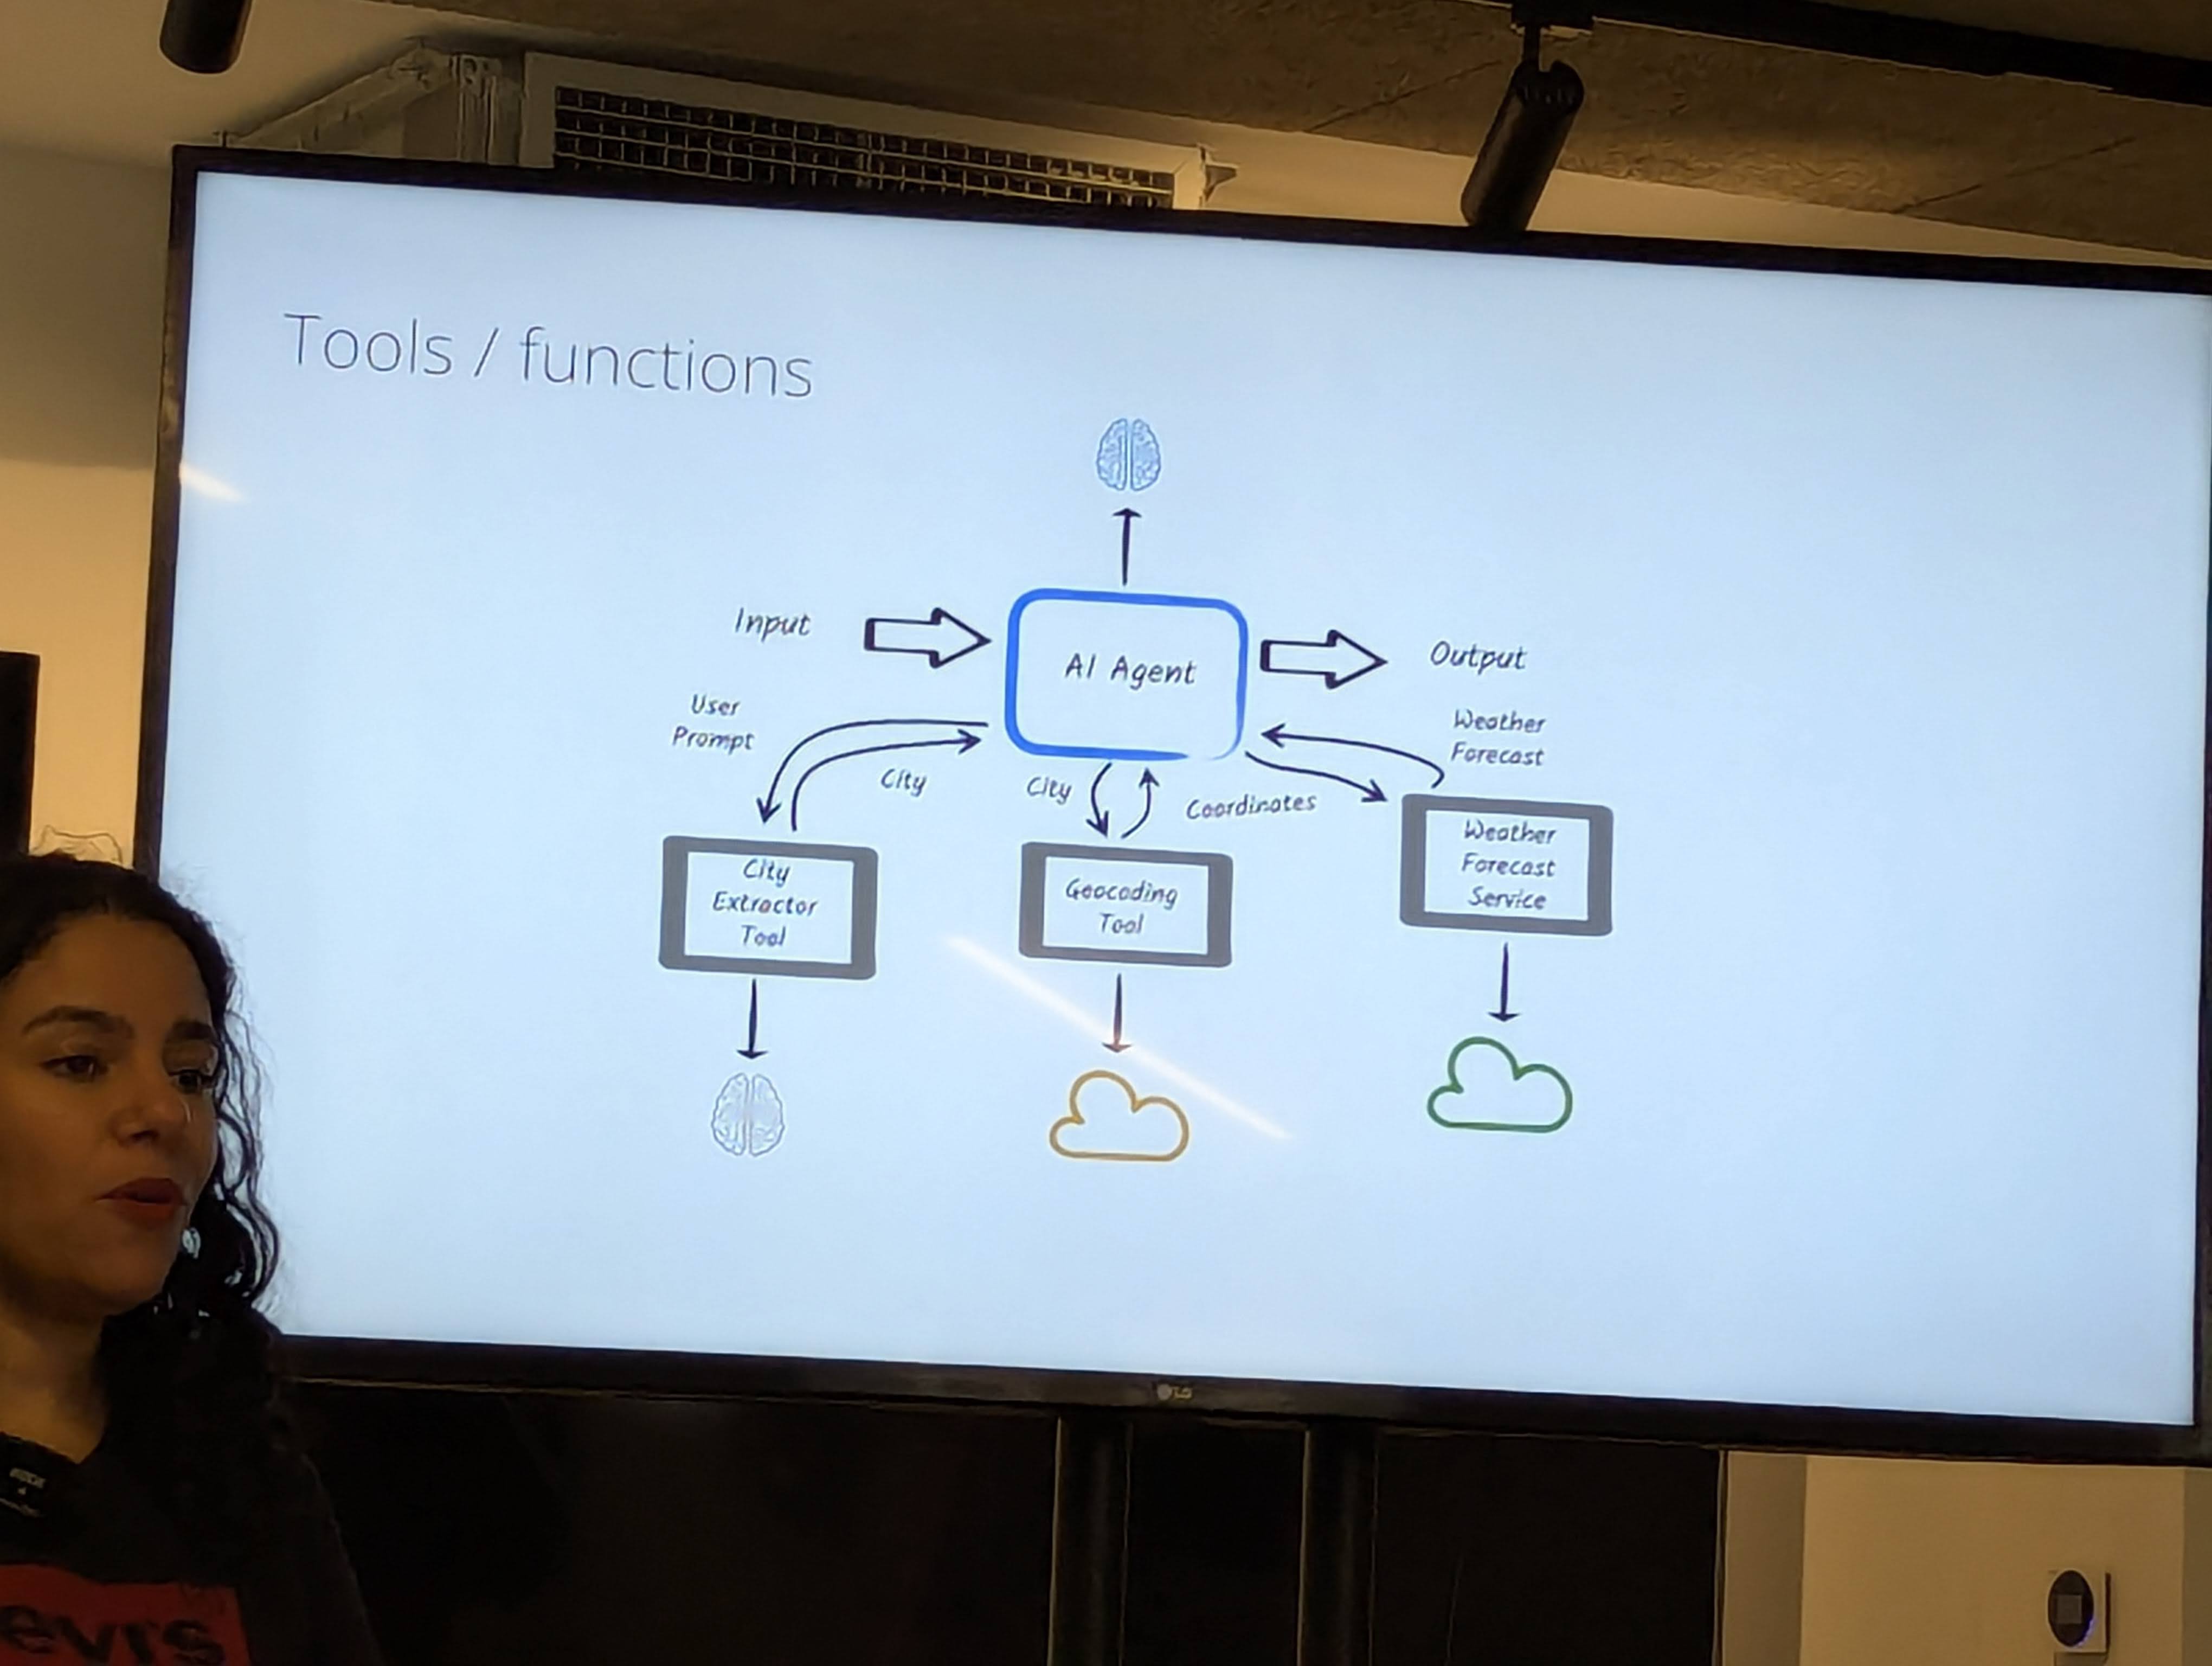 Tools / functions
Input
AI Agent
Output
User
Prompt
City
City
Coordinates
Weather
Forecast
City
Extractor
Tool
Geocoding
Tool
Weather
Forecast
Service
LG